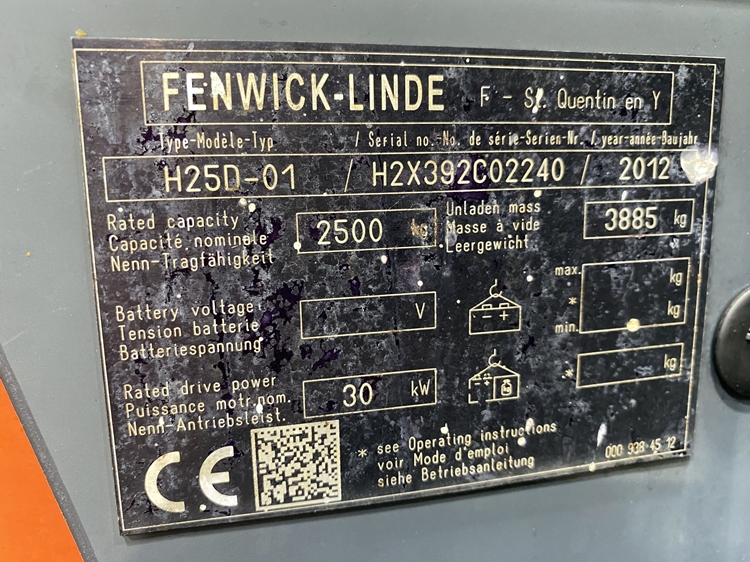 FENWICK-LINDE F - St. Quentin en Y
Type-Modèle-Typ / Serial no.-No. de série-Serien-Nr. / year-année-Baujahr
H25D-01 / H2X392C02240 / 2012
Rated capacity
Capacité nominale
Nenn-Tragfähigkeit
2500 kg
Unladen mass
Masse à vide
Leergewicht
3885 kg
Battery voltage
Tension batterie
Batteriespannung
V
- +
max. kg
* kg
min.
+ -
.* kg
Rated drive power
Puissance motr.nom.
Nenn-Antriebsleist.
30 kW
CE
* see Operating instructions
voir Mode d'emploi
siehe Betriebsanleitung
000 938 45 12